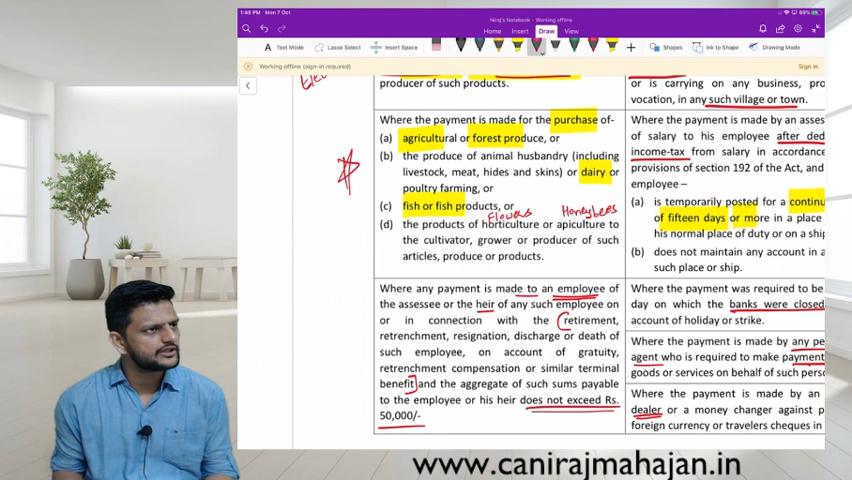 1:48 PM Mon 7 Oct
Niraj's Notebook - Working offline
69%
Home Insert Draw View
Text Mode Lasso Select Insert Space Shapes Ink to Shape Drawing Mode
Working offline (sign-in required) Sign in
producer of such products.
Where the payment is made for the purchase of-
(a) agricultural or forest produce, or
(b) the produce of animal husbandry (including
livestock, meat, hides and skins) or dairy or
poultry farming, or
(c) fish or fish products, or
Flowers Honeybees
(d) the products of horticulture or apiculture to
the cultivator, grower or producer of such
articles, produce or products.
Where any payment is made to an employee of
the assessee or the heir of any such employee on
or in connection with the retirement,
retrenchment, resignation, discharge or death of
such employee, on account of gratuity,
retrenchment compensation or similar terminal
benefit and the aggregate of such sums payable
to the employee or his heir does not exceed Rs.
50,000/-
or is carrying on any business, pro
vocation, in any such village or town.
Where the payment is made by an asses
of salary to his employee after ded
income-tax from salary in accordance
provisions of section 192 of the Act, and
employee –
(a) is temporarily posted for a continu
of fifteen days or more in a place
his normal place of duty or on a ship
(b) does not maintain any account in a
such place or ship.
Where the payment was required to be
day on which the banks were closed
account of holiday or strike.
Where the payment is made by any pe
agent who is required to make payment
goods or services on behalf of such perso
Where the payment is made by an
dealer or a money changer against p
foreign currency or travelers cheques in
www.canirajmahajan.in